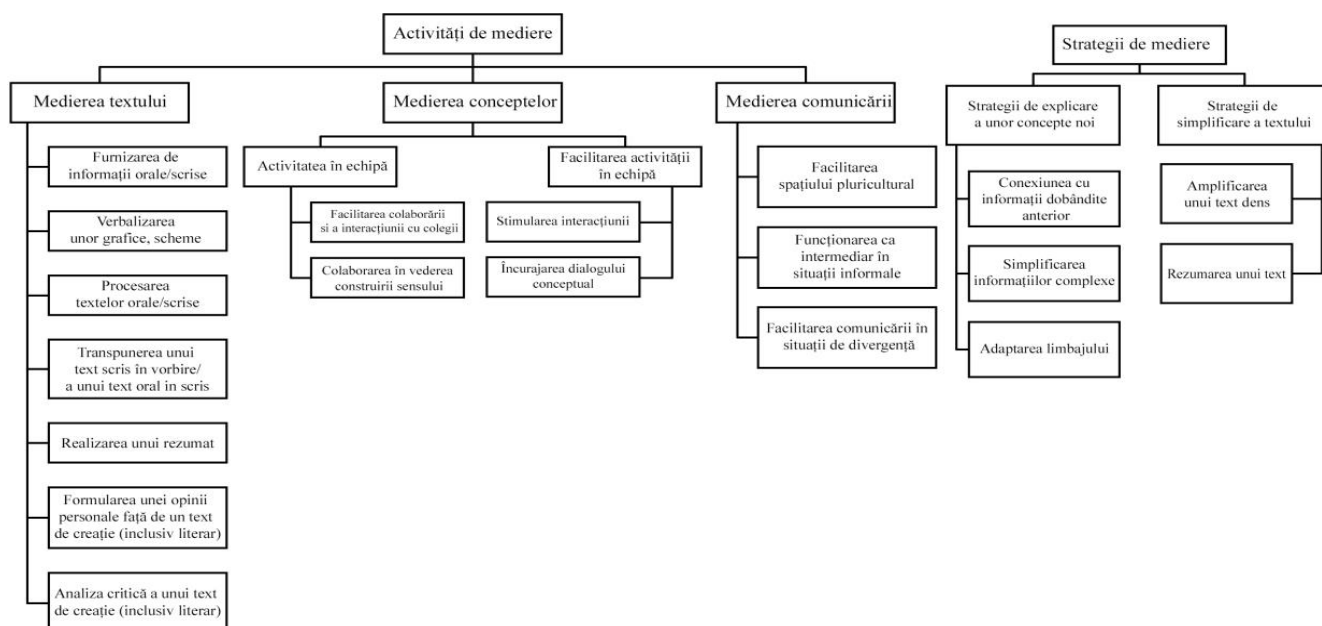 Activități de mediere
Medierea textului
Furnizarea de
informații orale/scrise
Verbalizarea
unor grafice, scheme
Procesarea
textelor orale/scrise
Transpunerea unui
text scris în vorbire/
a unui text oral in scris
Realizarea unui rezumat
Formularea unei opinii
personale față de un text
de creație (inclusiv literar)
Analiza critică a unui text
de creație (inclusiv literar)
Medierea conceptelor
Activitatea în echipă
Facilitarea colaborării
si a interacțiunii cu colegii
Colaborarea în vederea
construirii sensului
Facilitarea activității
în echipă
Stimularea interacțiunii
Încurajarea dialogului
conceptual
Medierea comunicării
Facilitarea
spațiului pluricultural
Funcționarea ca
intermediar în
situații informale
Facilitarea comunicării în
situații de divergență
Strategii de mediere
Strategii de explicare
a unor concepte noi
Conexiunea cu
informații dobândite
anterior
Simplificarea
informațiilor complexe
Adaptarea limbajului
Strategii de
simplificare a textului
Amplificarea
unui text dens
Rezumarea unui text